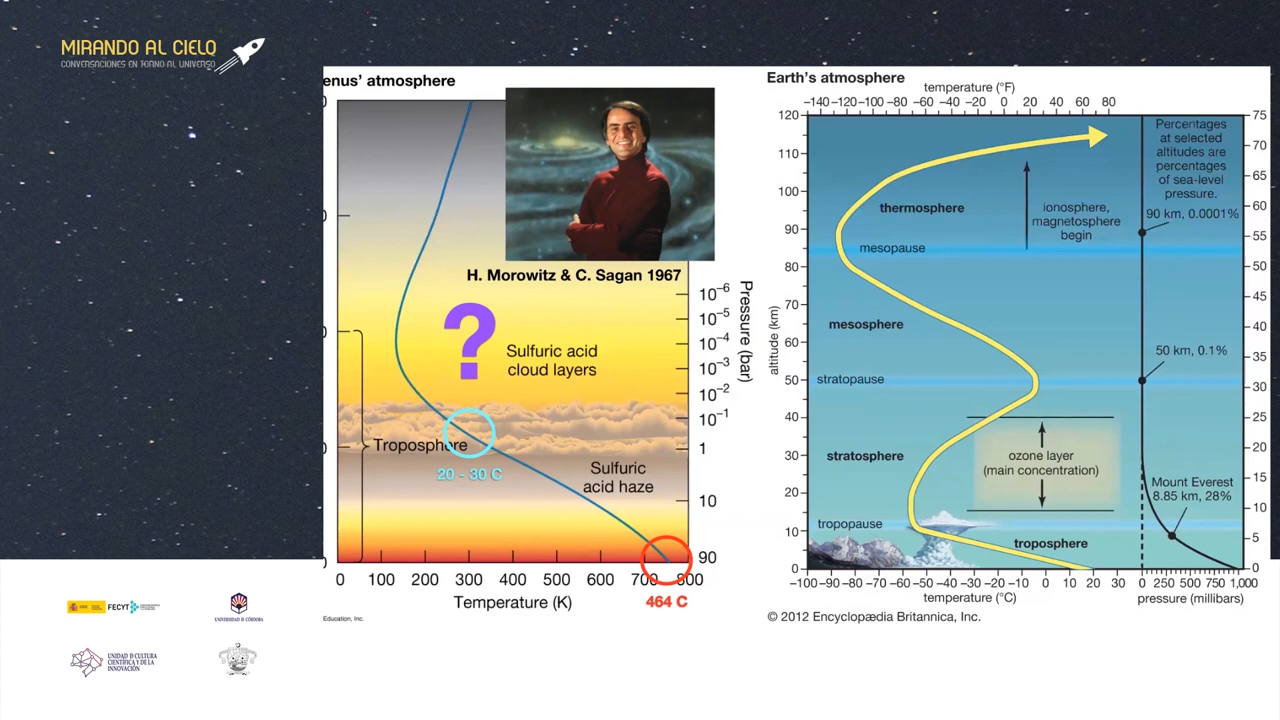 MIRANDO AL CIELO
CONVERSACIONES EN TORNO AL UNIVERSO
enus’ atmosphere
H. Morowitz & C. Sagan 1967
?
Sulfuric acid
cloud layers
Troposphere
20 - 30 C
Sulfuric
acid haze
10⁻⁶
10⁻⁵
10⁻⁴
10⁻³
10⁻²
10⁻¹
1
10
90
Pressure (bar)
0 100 200 300 400 500 600 700 800
Temperature (K)
464 C
Education, Inc.
Earth’s atmosphere
temperature (°F)
−140 −120 −100 −80 −60 −40 −20 0 20 40 60 80
120
110
100
90
80
70
60
50
40
30
20
10
0
altitude (km)
thermosphere
ionosphere,
magnetosphere
begin
mesopause
mesosphere
stratopause
stratosphere
ozone layer
(main concentration)
tropopause
troposphere
Percentages
at selected
altitudes are
percentages
of sea-level
pressure.
90 km, 0.0001%
50 km, 0.1%
Mount Everest
8.85 km, 28%
75
70
65
60
55
50
45
40
35
30
25
20
15
10
5
0
−100 −90 −80 −70 −60 −50 −40 −30 −20 −10 0 10 20 30
temperature (°C)
0 250 500 750 1,000
pressure (millibars)
© 2012 Encyclopædia Britannica, Inc.
FECYT
UNIVERSIDAD Ð CÓRDOBA
UNIDAD Ð CULTURA
CIENTÍFICA Y DE LA
INNOVACIÓN